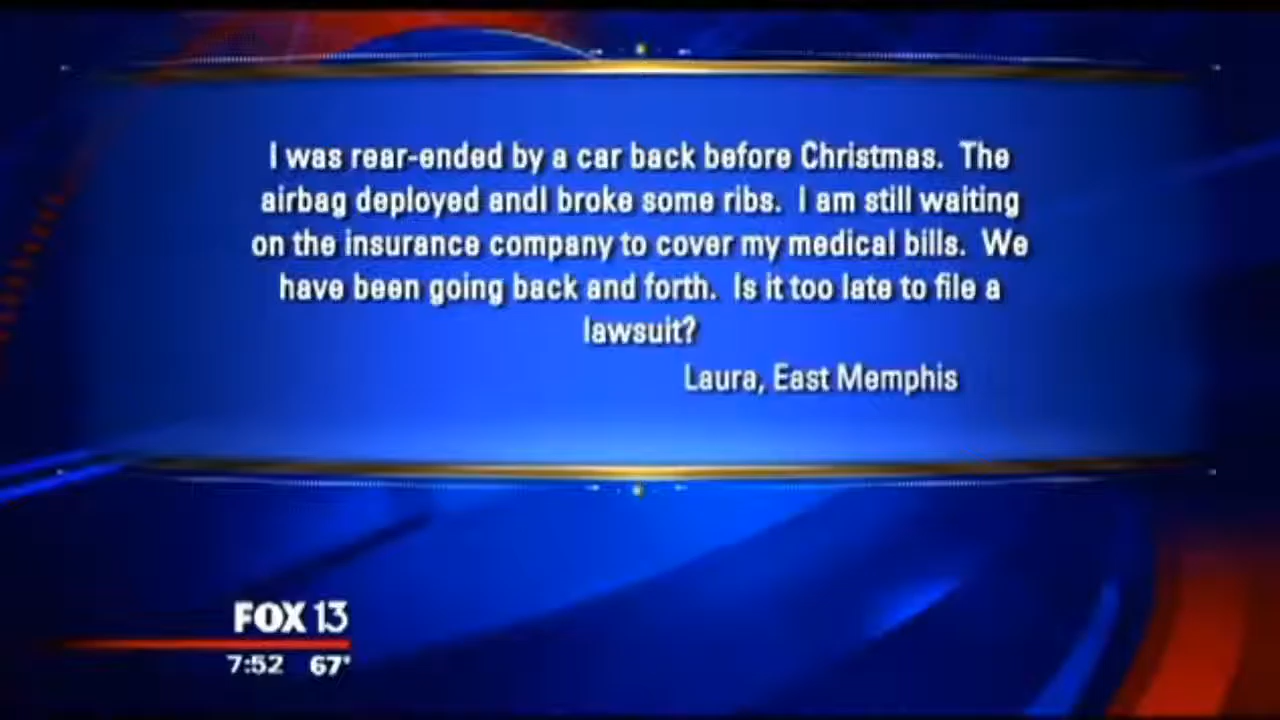 I was rear-ended by a car back before Christmas. The
airbag deployed andI broke some ribs. I am still waiting
on the insurance company to cover my medical bills. We
have been going back and forth. Is it too late to file a
lawsuit?
Laura, East Memphis
FOX 13
7:52 67°